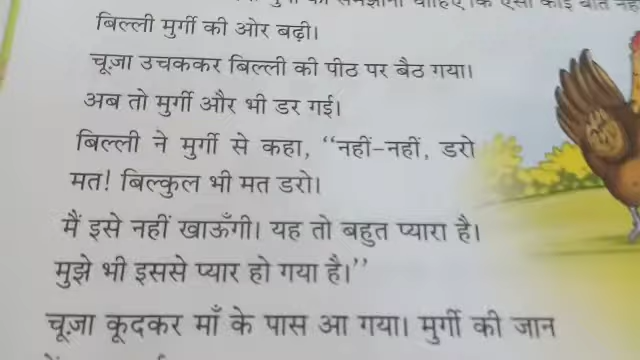 बिल्ली मुर्गी की ओर बढ़ी।
चूज़ा उचककर बिल्ली की पीठ पर बैठ गया।
अब तो मुर्गी और भी डर गई।
बिल्ली ने मुर्गी से कहा, “नहीं-नहीं, डरो
मत! बिल्कुल भी मत डरो।
मैं इसे नहीं खाऊँगी। यह तो बहुत प्यारा है।
मुझे भी इससे प्यार हो गया है।”
चूज़ा कूदकर माँ के पास आ गया। मुर्गी की जान